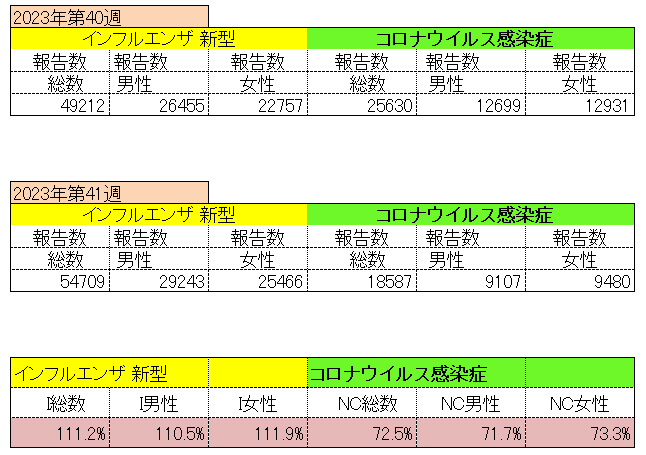 2023年第40週
インフルエンザ 新型 コロナウイルス感染症
報告数 報告数 報告数 報告数 報告数 報告数
総数 男性 女性 総数 男性 女性
49212 26455 22757 25630 12699 12931
2023年第41週
インフルエンザ 新型 コロナウイルス感染症
報告数 報告数 報告数 報告数 報告数 報告数
総数 男性 女性 総数 男性 女性
54709 29243 25466 18587 9107 9480
インフルエンザ 新型 コロナウイルス感染症
I総数 I男性 I女性 NC総数 NC男性 NC女性
111.2% 110.5% 111.9% 72.5% 71.7% 73.3%